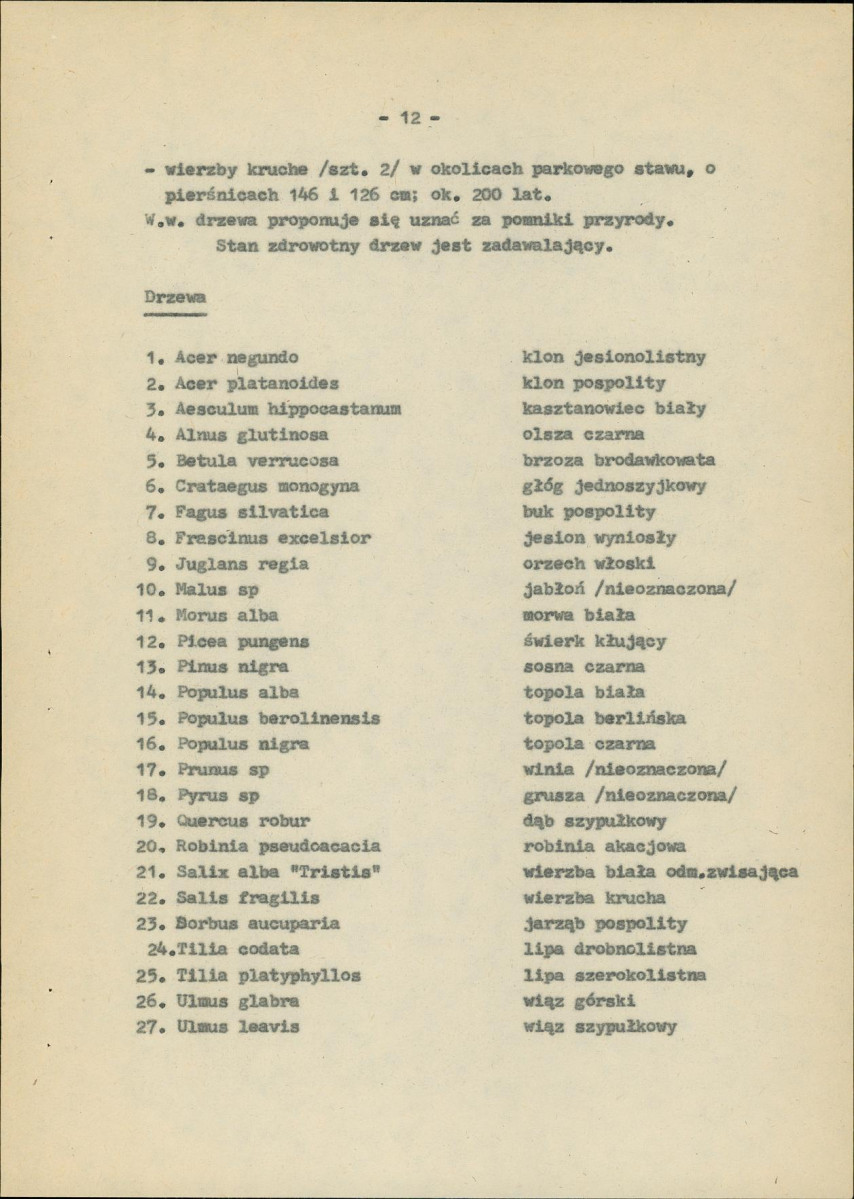 - 12 -
- wierzby kruche /szt. 2/ w okolicach parkowego stawu, o
pierśnicach 146 i 126 cm; ok. 200 lat.
W.w. drzewa proponuje się uznać za pomniki przyrody.
Stan zdrowotny drzew jest zadawalający.
Drzewa
1. Acer negundo klon jesionolistny
2. Acer platanoides klon pospolity
3. Aesculum hippocastanum kasztanowiec biały
4. Alnus glutinosa olsza czarna
5. Betula verrucosa brzoza brodawkowata
6. Crataegus monogyna głóg jednoszyjkowy
7. Fagus silvatica buk pospolity
8. Frascinus excelsior jesion wyniosły
9. Juglans regia orzech włoski
10. Malus sp jabłoń /nieoznaczona/
11. Morus alba morwa biała
12. Picea pungens świerk kłujący
13. Pinus nigra sosna czarna
14. Populus alba topola biała
15. Populus berolinensis topola berlińska
16. Populus nigra topola czarna
17. Prunus sp winia /nieoznaczona/
18. Pyrus sp grusza /nieoznaczona/
19. Quercus robur dąb szypułkowy
20. Robinia pseudoacacia robinia akacjowa
21. Salix alba "Tristis" wierzba biała odm.zwisająca
22. Salis fragilis wierzba krucha
23. Sorbus aucuparia jarząb pospolity
24.Tilia codata lipa drobnolistna
25. Tilia platyphyllos lipa szerokolistna
26. Ulmus glabra wiąz górski
27. Ulmus leavis wiąz szypułkowy